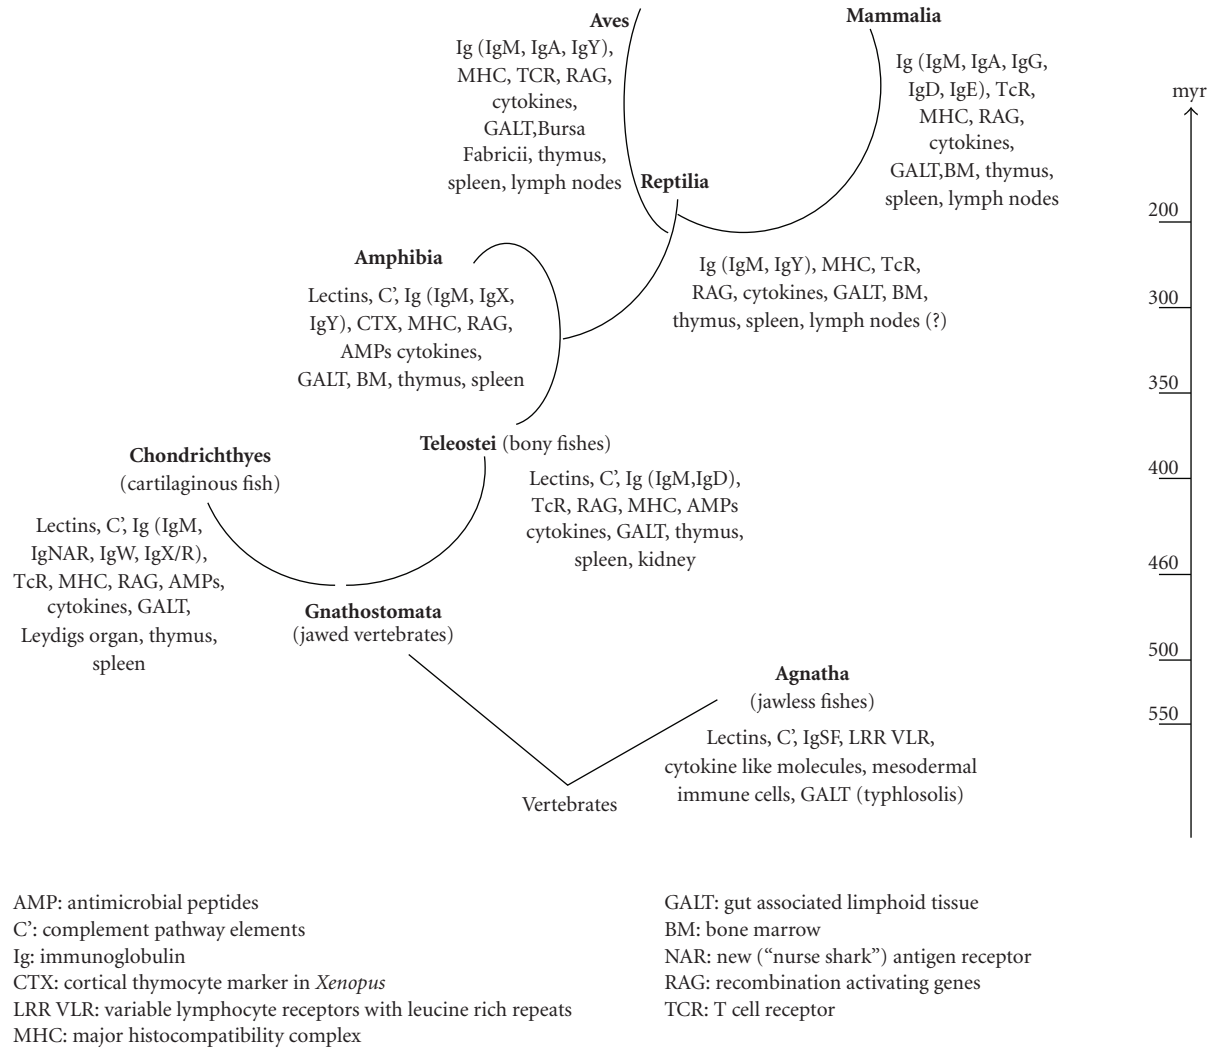 Aves
Ig (IgM, IgA, IgY),
MHC, TCR, RAG,
cytokines,
GALT,Bursa
Fabricii, thymus,
spleen, lymph nodes
Mammalia
Ig (IgM, IgA, IgG,
IgD, IgE), TcR,
MHC, RAG,
cytokines,
GALT,BM, thymus,
spleen, lymph nodes
myr
200
300
350
400
460
500
550
Reptilia
Ig (IgM, IgY), MHC, TcR,
RAG, cytokines, GALT, BM,
thymus, spleen, lymph nodes (?)
Amphibia
Lectins, C’, Ig (IgM, IgX,
IgY), CTX, MHC, RAG,
AMPs cytokines,
GALT, BM, thymus, spleen
Teleostei (bony fishes)
Lectins, C’, Ig (IgM,IgD),
TcR, RAG, MHC, AMPs
cytokines, GALT, thymus,
spleen, kidney
Chondrichthyes
(cartilaginous fish)
Lectins, C’, Ig (IgM,
IgNAR, IgW, IgX/R),
TcR, MHC, RAG, AMPs,
cytokines, GALT,
Leydigs organ, thymus,
spleen
Gnathostomata
(jawed vertebrates)
Agnatha
(jawless fishes)
Lectins, C’, IgSF, LRR VLR,
cytokine like molecules, mesodermal
immune cells, GALT (typhlosolis)
Vertebrates
AMP: antimicrobial peptides
C’: complement pathway elements
Ig: immunoglobulin
CTX: cortical thymocyte marker in Xenopus
LRR VLR: variable lymphocyte receptors with leucine rich repeats
MHC: major histocompatibility complex
GALT: gut associated limphoid tissue
BM: bone marrow
NAR: new (“nurse shark”) antigen receptor
RAG: recombination activating genes
TCR: T cell receptor